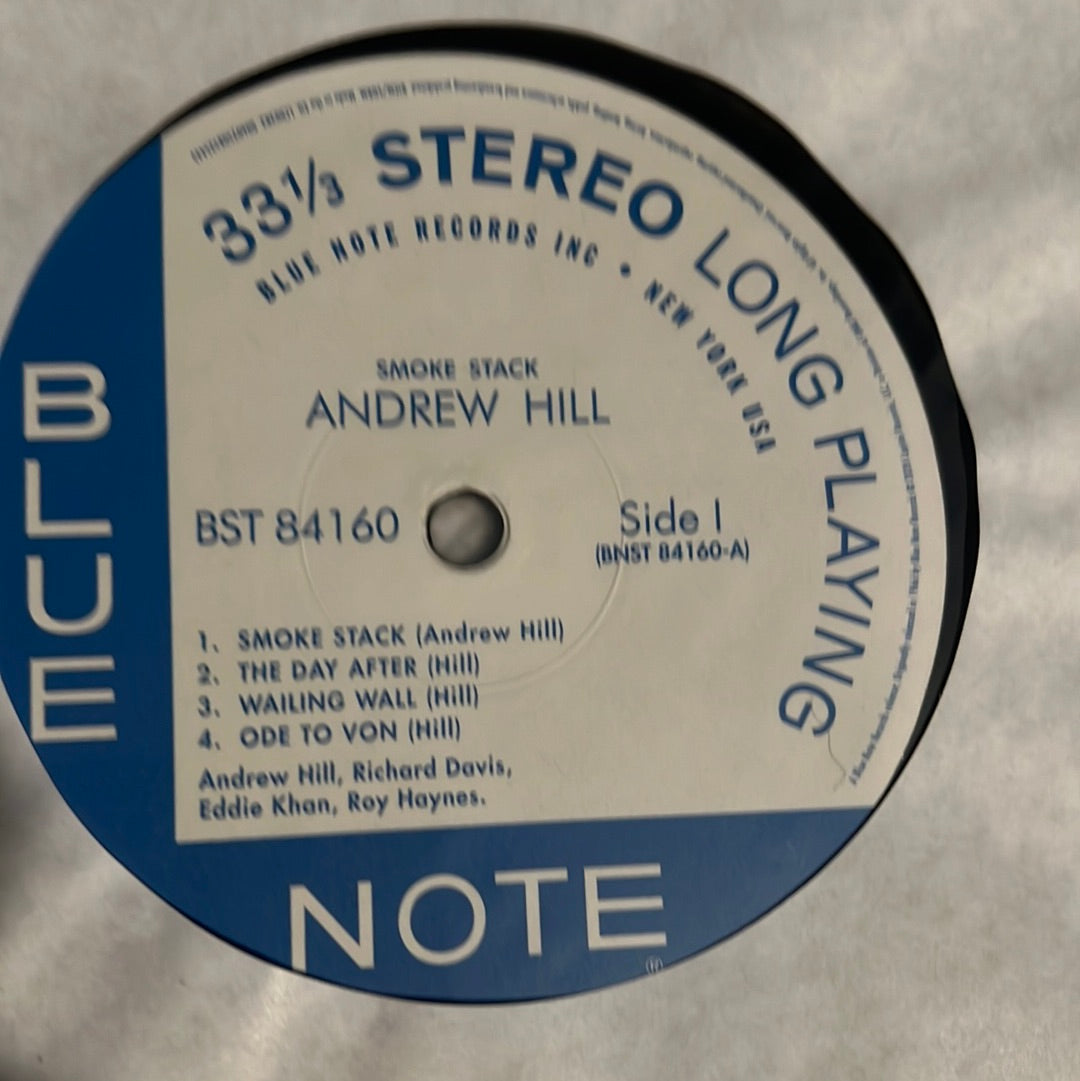 33⅓ STEREO LONG PLAYING
BLUE NOTE RECORDS INC • NEW YORK USA
SMOKE STACK
ANDREW HILL
BST 84160
Side 1
(BNST 84160-A)
1. SMOKE STACK (Andrew Hill)
2. THE DAY AFTER (Hill)
3. WAILING WALL (Hill)
4. ODE TO VON (Hill)
Andrew Hill, Richard Davis,
Eddie Khan, Roy Haynes.
BLUE
NOTE
®